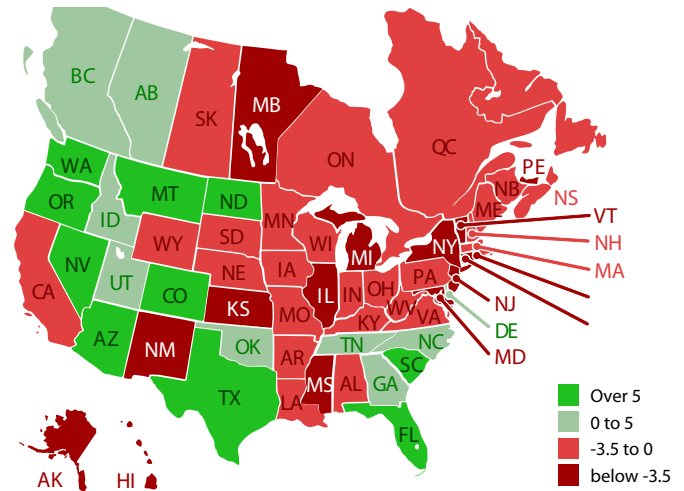 BC
AB
SK
MB
ON
QC
PE
NB
NS
WA
MT
ND
OR
ID
MN
ME
VT
WY
SD
WI
MI
NY
NH
MA
NV
UT
NE
IA
CA
CO
KS
MO
IL
IN
OH
PA
WV
VA
NJ
KY
DE
AZ
NM
OK
AR
TN
NC
MD
TX
LA
MS
AL
GA
SC
FL
AK
HI
Over 5
0 to 5
-3.5 to 0
below -3.5